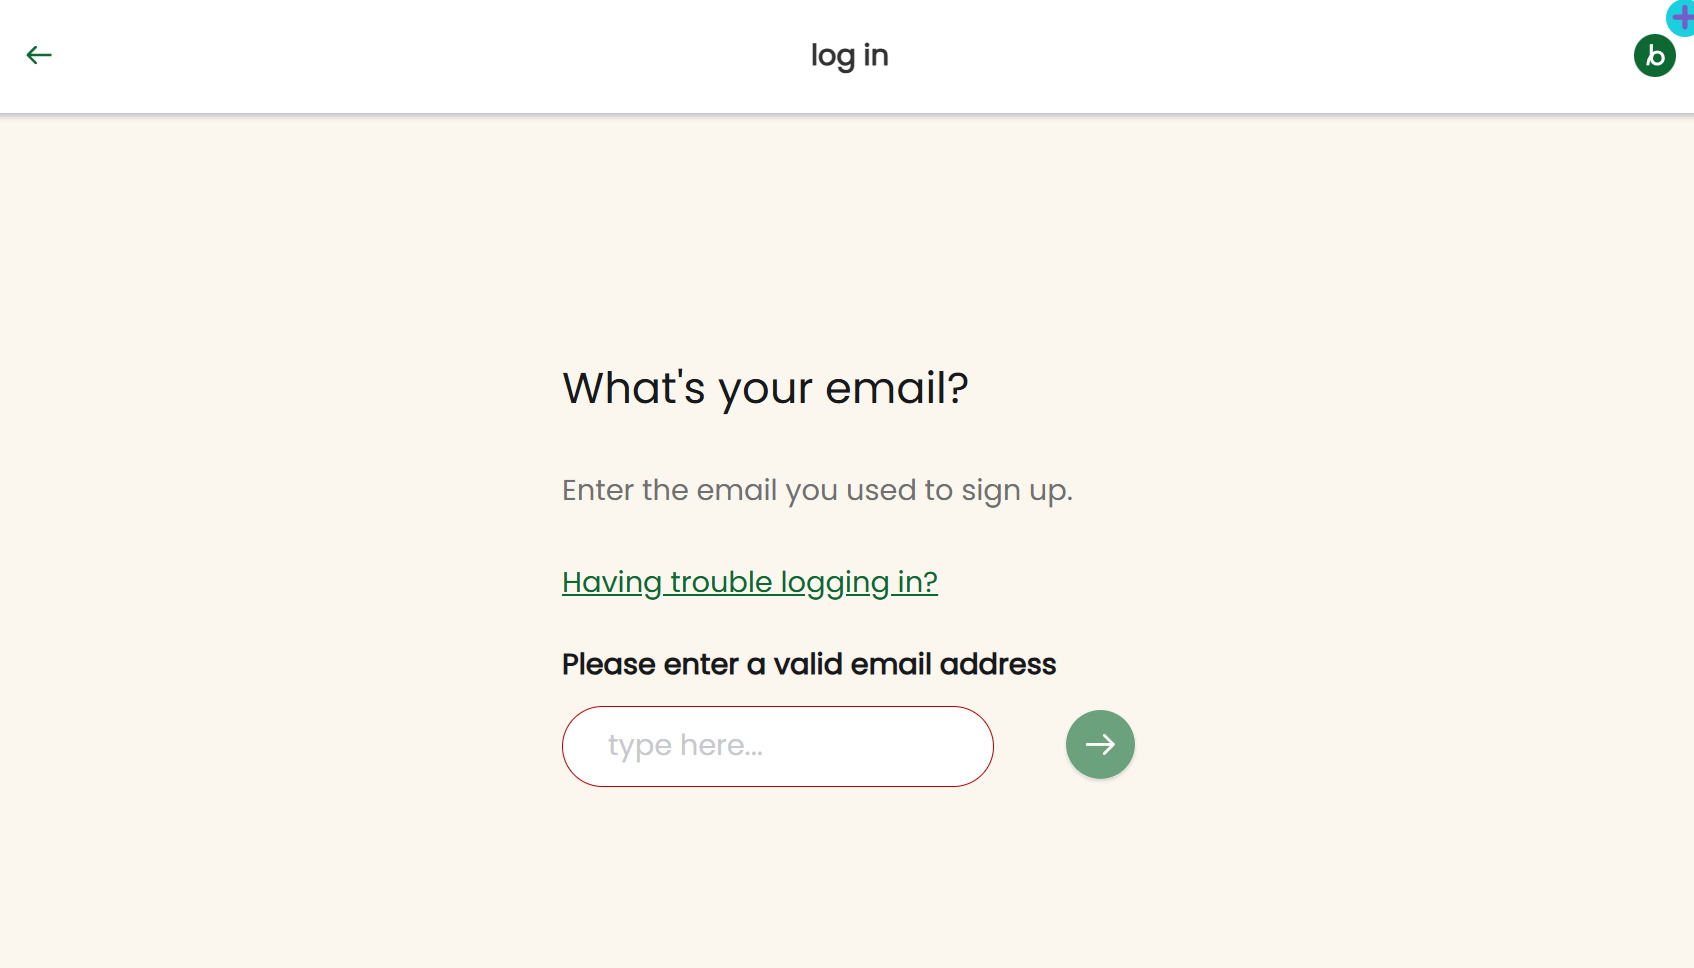 log in
b
What's your email?
Enter the email you used to sign up.
Having trouble logging in?
Please enter a valid email address
type here...